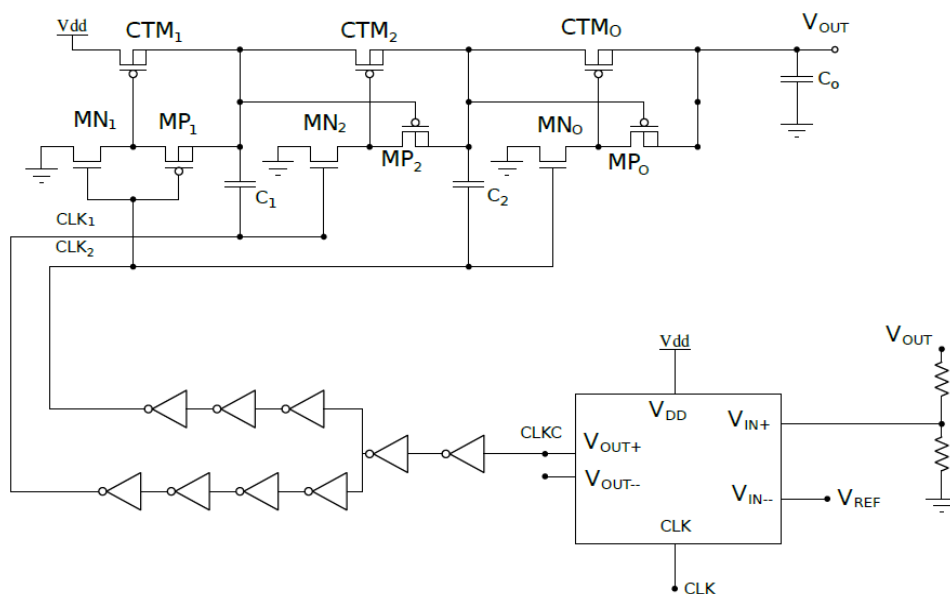 Vdd
CTM₁
CTM₂
CTMO
VOUT
Cₒ
MN₁
MP₁
MN₂
MP₂
MNO
MPO
C₁
C₂
CLK₁
CLK₂
Vdd
VOUT
VDD
CLKC
VOUT+
VIN+
VOUT--
VIN--
VREF
CLK
CLK